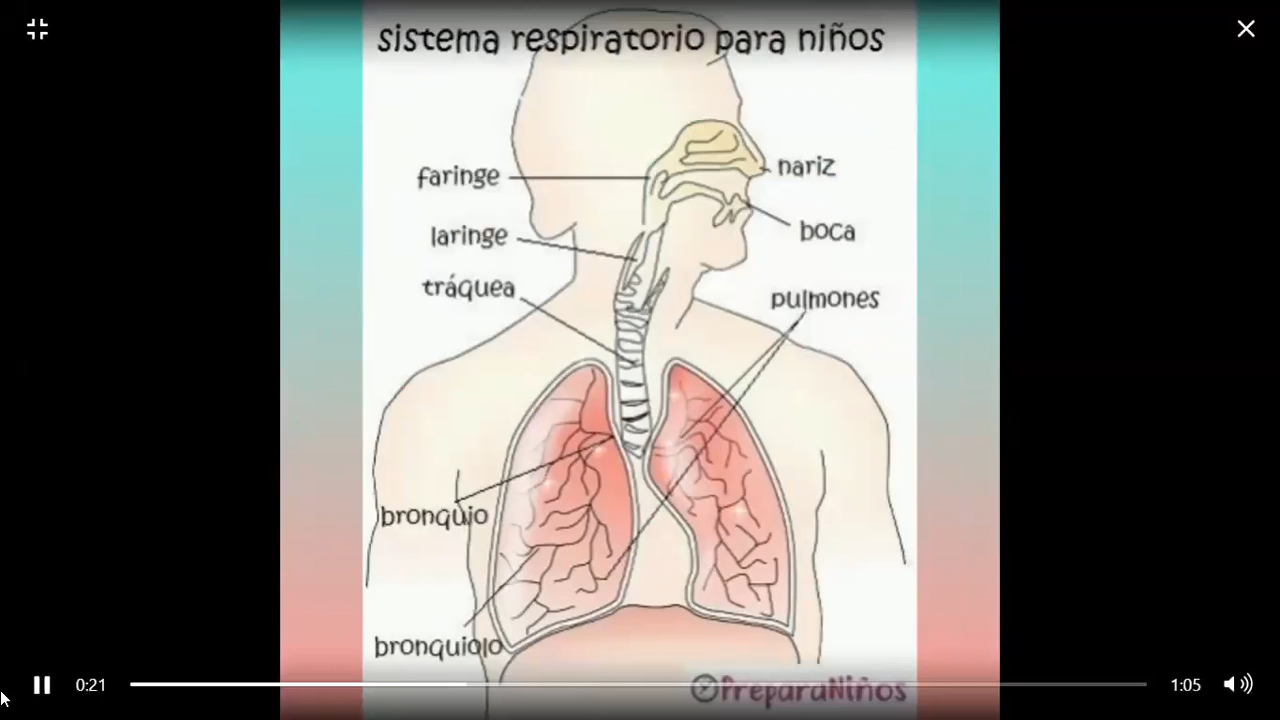 sistema respiratorio para niños
faringe
nariz
laringe
boca
tráquea
pulmones
bronquio
bronquiolo
PreparaNiños
0:21
1:05